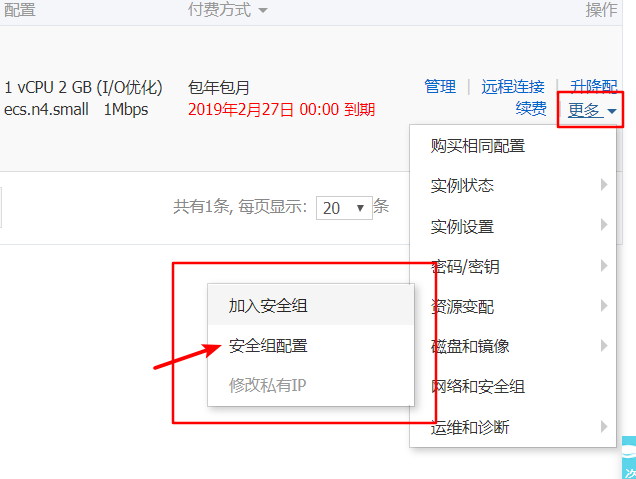 配置 付费方式 操作
1 vCPU 2 GB (I/O优化) 包年包月 管理 | 远程连接 | 升降配
ecs.n4.small 1Mbps 2019年2月27日 00:00 到期 续费 | 更多
购买相同配置
实例状态
共有1条, 每页显示: 20 条
实例设置
密码/密钥
加入安全组
资源变配
安全组配置
磁盘和镜像
修改私有IP
网络和安全组
运维和诊断